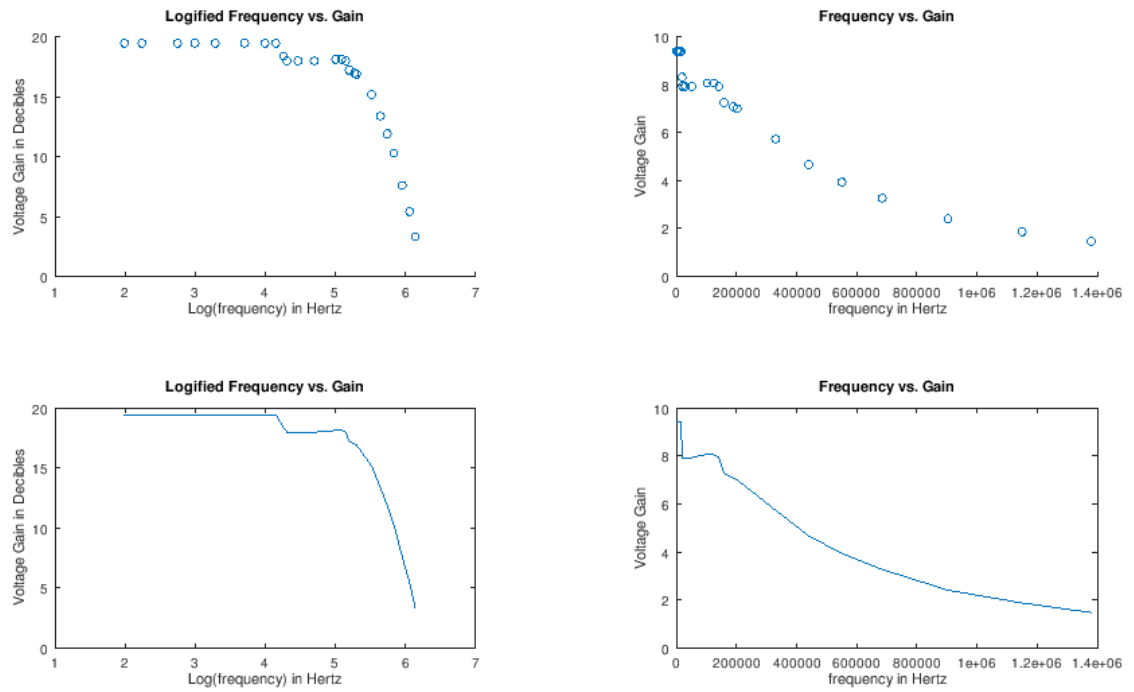 Logified Frequency vs. Gain
20
15
10
5
0
Voltage Gain in Decibles
1 2 3 4 5 6 7
Log(frequency) in Hertz
Frequency vs. Gain
10
8
6
4
2
0
Voltage Gain
0 200000 400000 600000 800000 1e+06 1.2e+06 1.4e+06
frequency in Hertz
Logified Frequency vs. Gain
20
15
10
5
0
Voltage Gain in Decibles
1 2 3 4 5 6 7
Log(frequency) in Hertz
Frequency vs. Gain
10
8
6
4
2
0
Voltage Gain
0 200000 400000 600000 800000 1e+06 1.2e+06 1.4e+06
frequency in Hertz